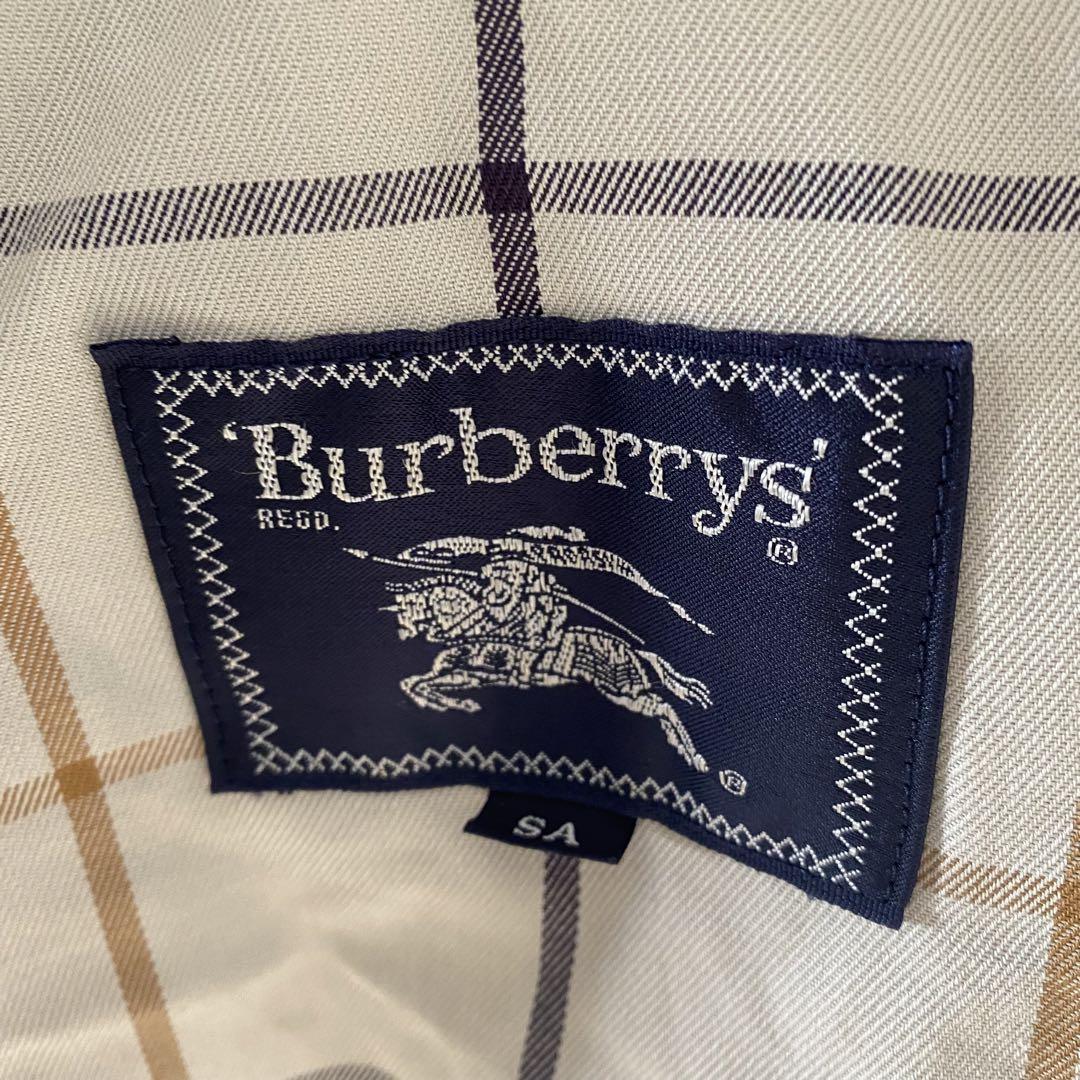 'Burberrys'
REGD. ®
®
SA